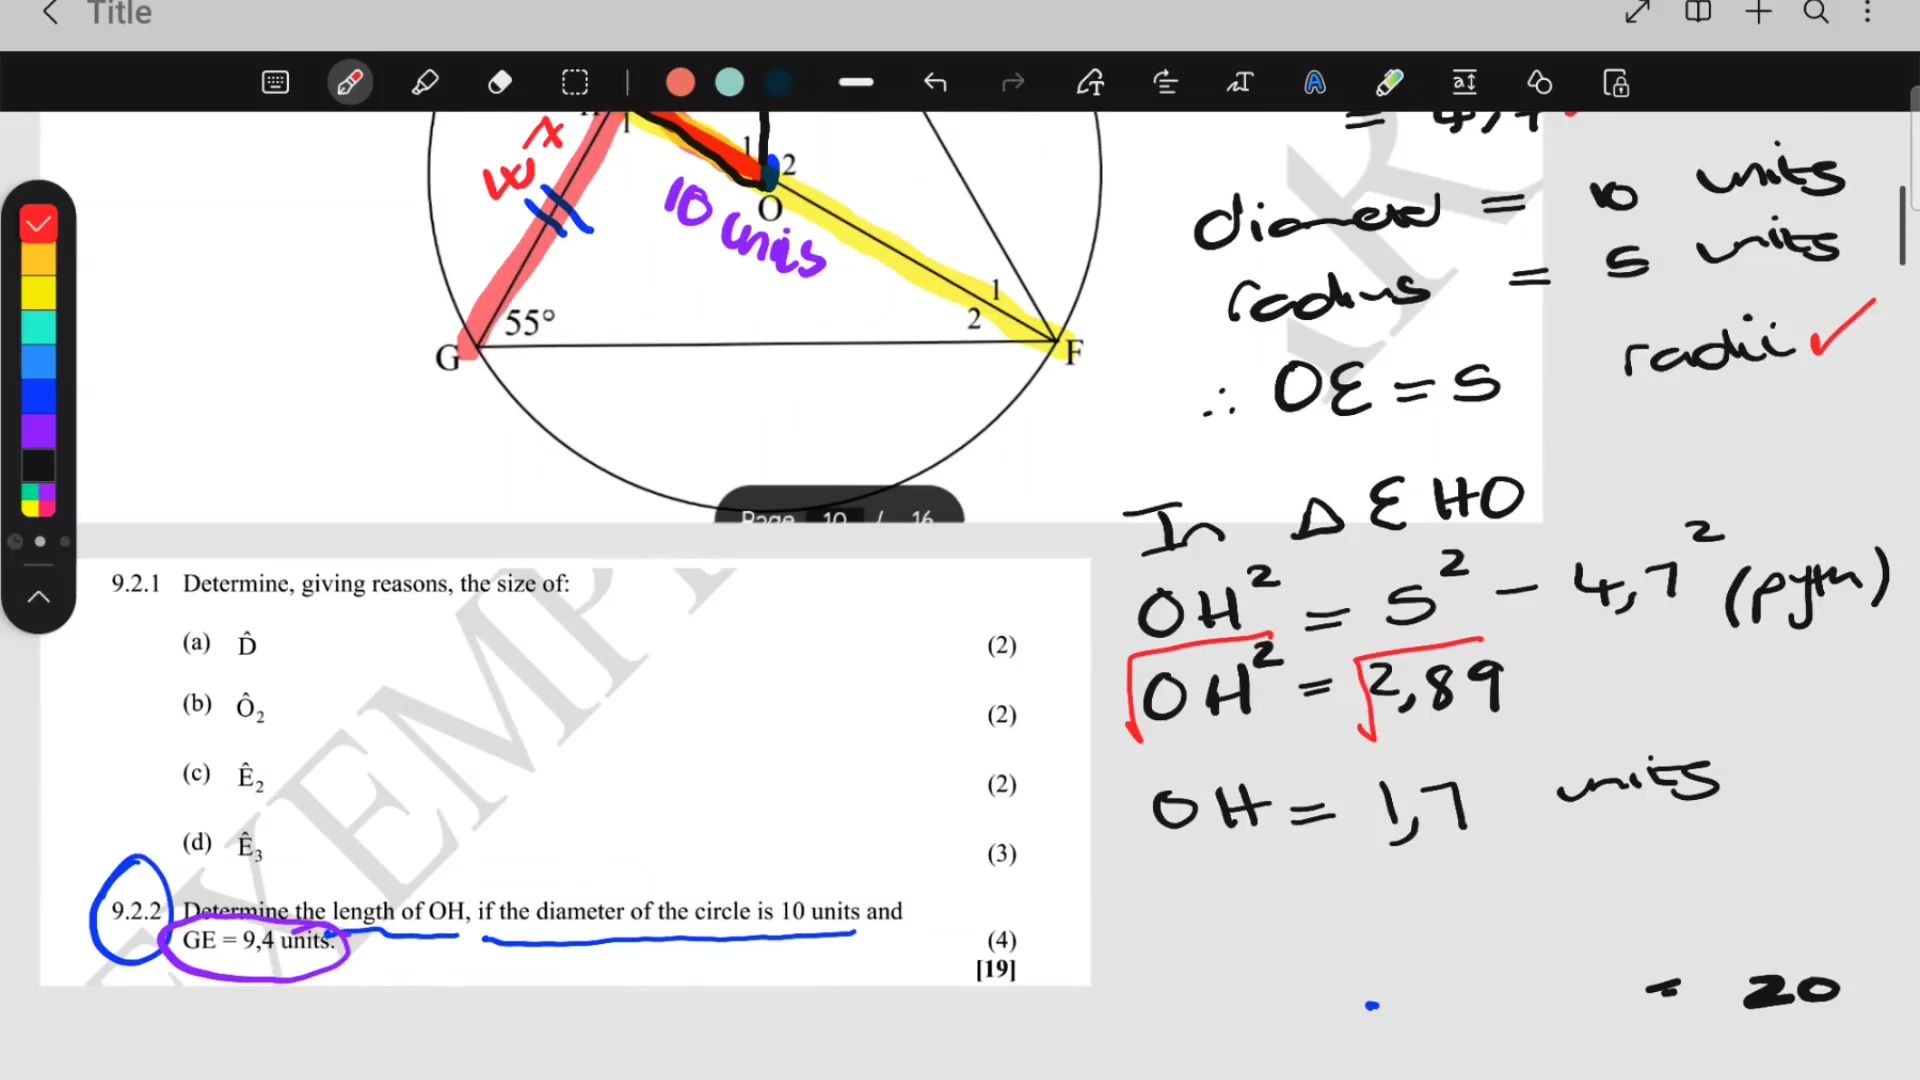 Title
1
1
2
O
10 units
55°
1
2
G
F
Page 10 / 16
= 4,7
diameter = 10 units
radius = 5 units
∴ OE = 5 radii ✓
In Δ EHO
OH² = 5² - 4,7² (pyth)
√OH² = √2,89
OH = 1,7 units
= 20
9.2.1 Determine, giving reasons, the size of:
(a) D̂ (2)
(b) Ô₂ (2)
(c) Ê₂ (2)
(d) Ê₃ (3)
9.2.2 Determine the length of OH, if the diameter of the circle is 10 units and
GE = 9,4 units. (4)
[19]